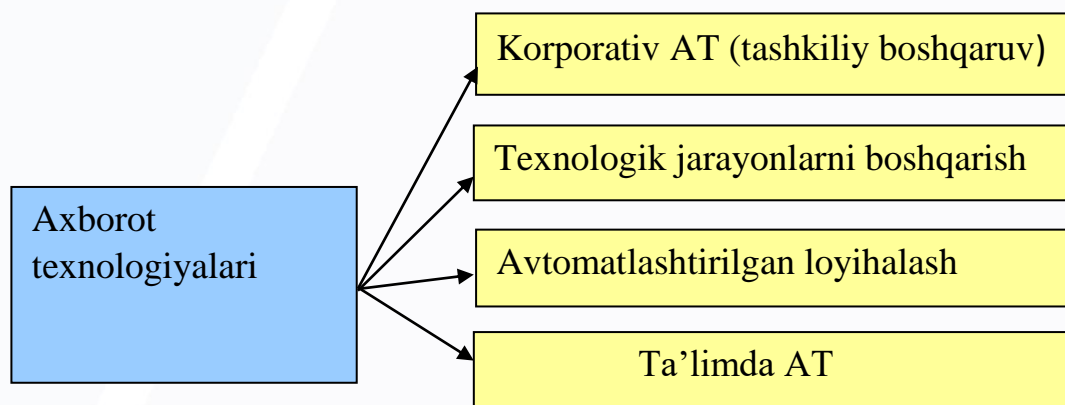 Korporativ AT (tashkiliy boshqaruv)
Texnologik jarayonlarni boshqarish
Axborot
texnologiyalari
Avtomatlashtirilgan loyihalash
Ta’limda AT